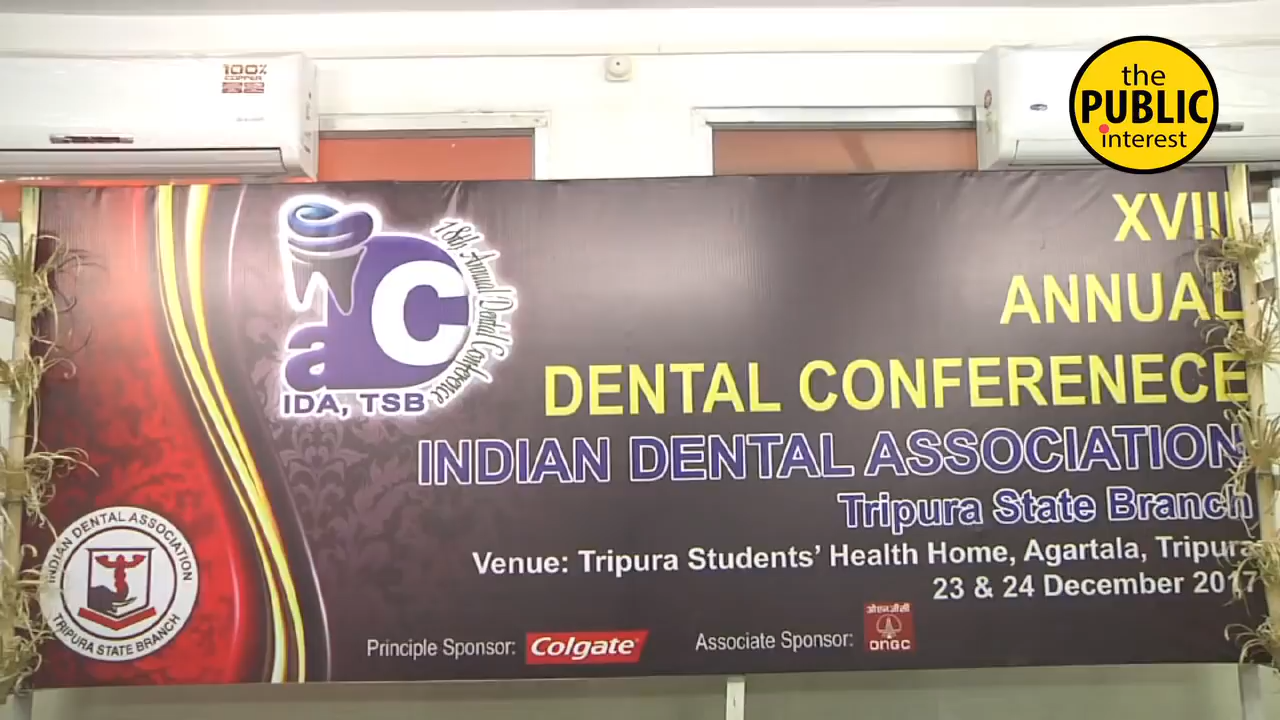 100%
COPPER
the
PUBLIC
interest
XVIII
ANNUAL
DENTAL CONFERENECE
INDIAN DENTAL ASSOCIATION
Tripura State Branch
Venue: Tripura Students' Health Home, Agartala, Tripura
23 & 24 December 2017
aC
18th Annual Dental Conference
IDA, TSB
INDIAN DENTAL ASSOCIATION
TRIPURA STATE BRANCH
Principle Sponsor: Colgate
Associate Sponsor:
ओएनजीसी
ONGC